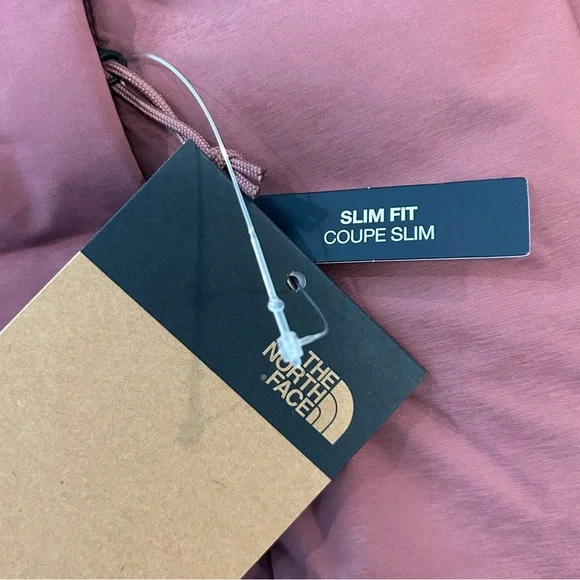 SLIM FIT
COUPE SLIM
THE
NORTH
FACE
®